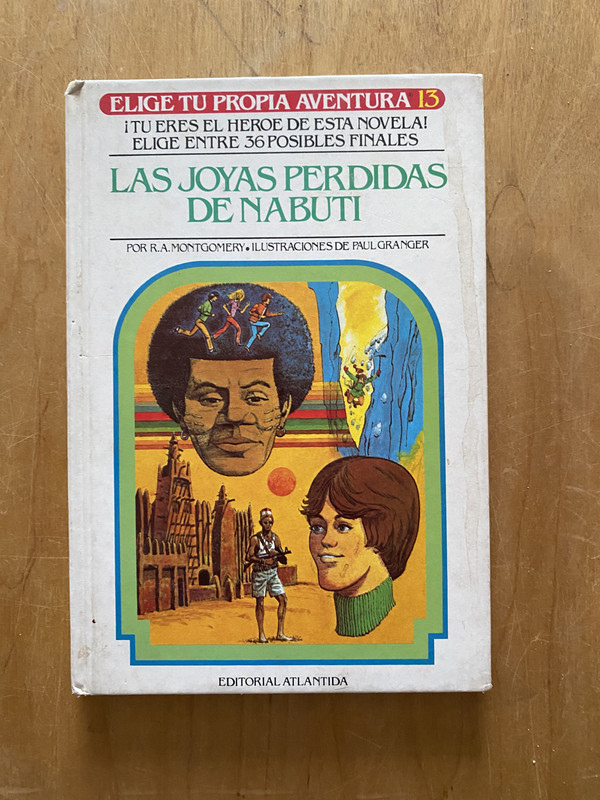 ELIGE TU PROPIA AVENTURA 13
¡TU ERES EL HEROE DE ESTA NOVELA!
ELIGE ENTRE 36 POSIBLES FINALES
LAS JOYAS PERDIDAS
DE NABUTI
POR R.A. MONTGOMERY • ILUSTRACIONES DE PAUL GRANGER
EDITORIAL ATLANTIDA